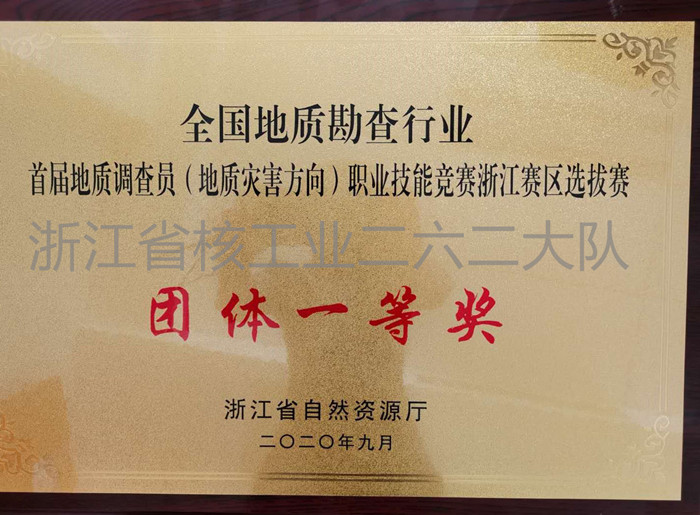 全国地质勘查行业
首届地质调查员（地质灾害方向）职业技能竞赛浙江赛区选拔赛
浙江省核工业二六二大队
团体一等奖
浙江省自然资源厅
二〇二〇年九月